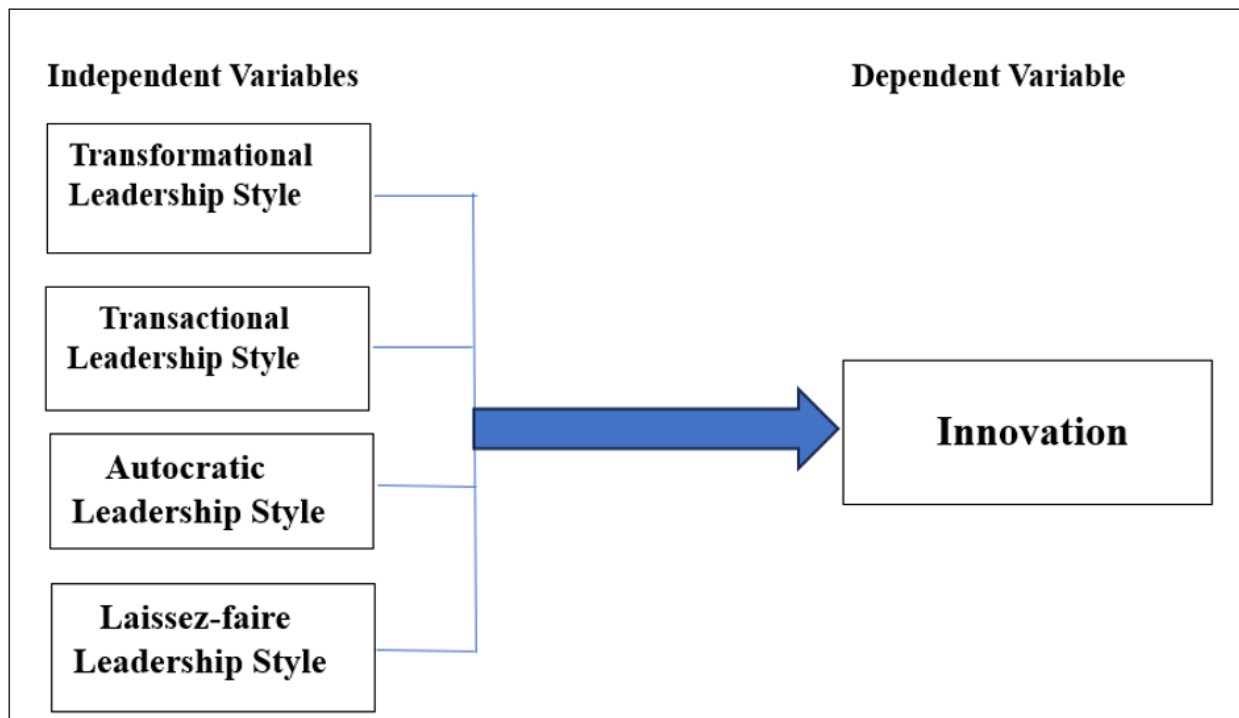 Independent Variables
Dependent Variable
Transformational
Leadership Style
Transactional
Leadership Style
Autocratic
Leadership Style
Laissez-faire
Leadership Style
Innovation